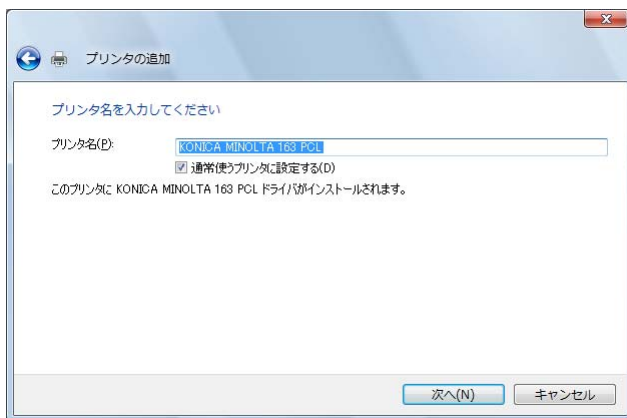 プリンタの追加
プリンタ名を入力してください
プリンタ名(P): KONICA MINOLTA 163 PCL
通常使うプリンタに設定する(D)
このプリンタに KONICA MINOLTA 163 PCL ドライバがインストールされます。
次へ(N) キャンセル